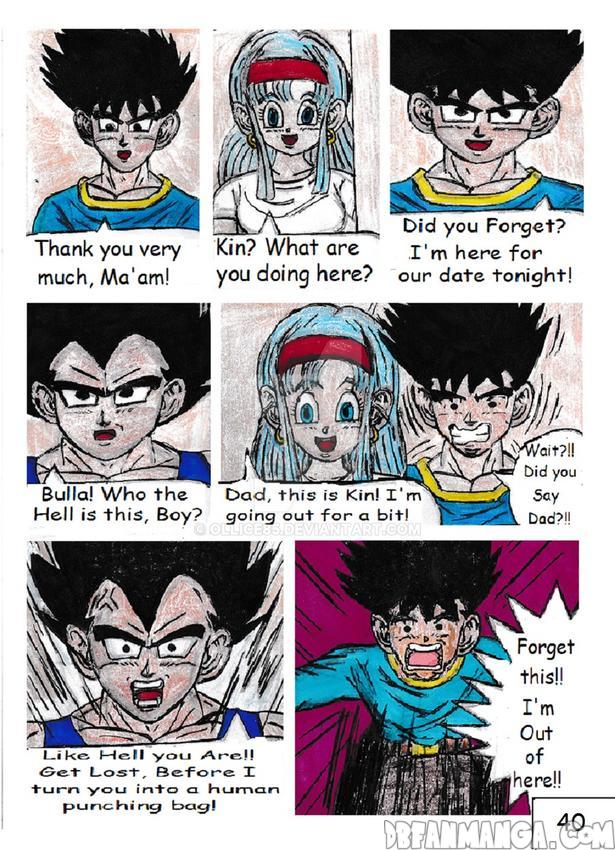 Thank you very
much, Ma'am!
Kin? What are
you doing here?
Did you Forget?
I'm here for
our date tonight!
Bulla! Who the
Hell is this, Boy?
Dad, this is Kin! I'm
going out for a bit!
Wait?!!
Did you
Say
Dad?!!
© OLLICE85.DEVIANTART.COM
Like Hell you Are!!
Get Lost, Before I
turn you into a human
punching bag!
Forget
this!!
I'm
Out
of
here!!
40
DBFANMANGA.COM